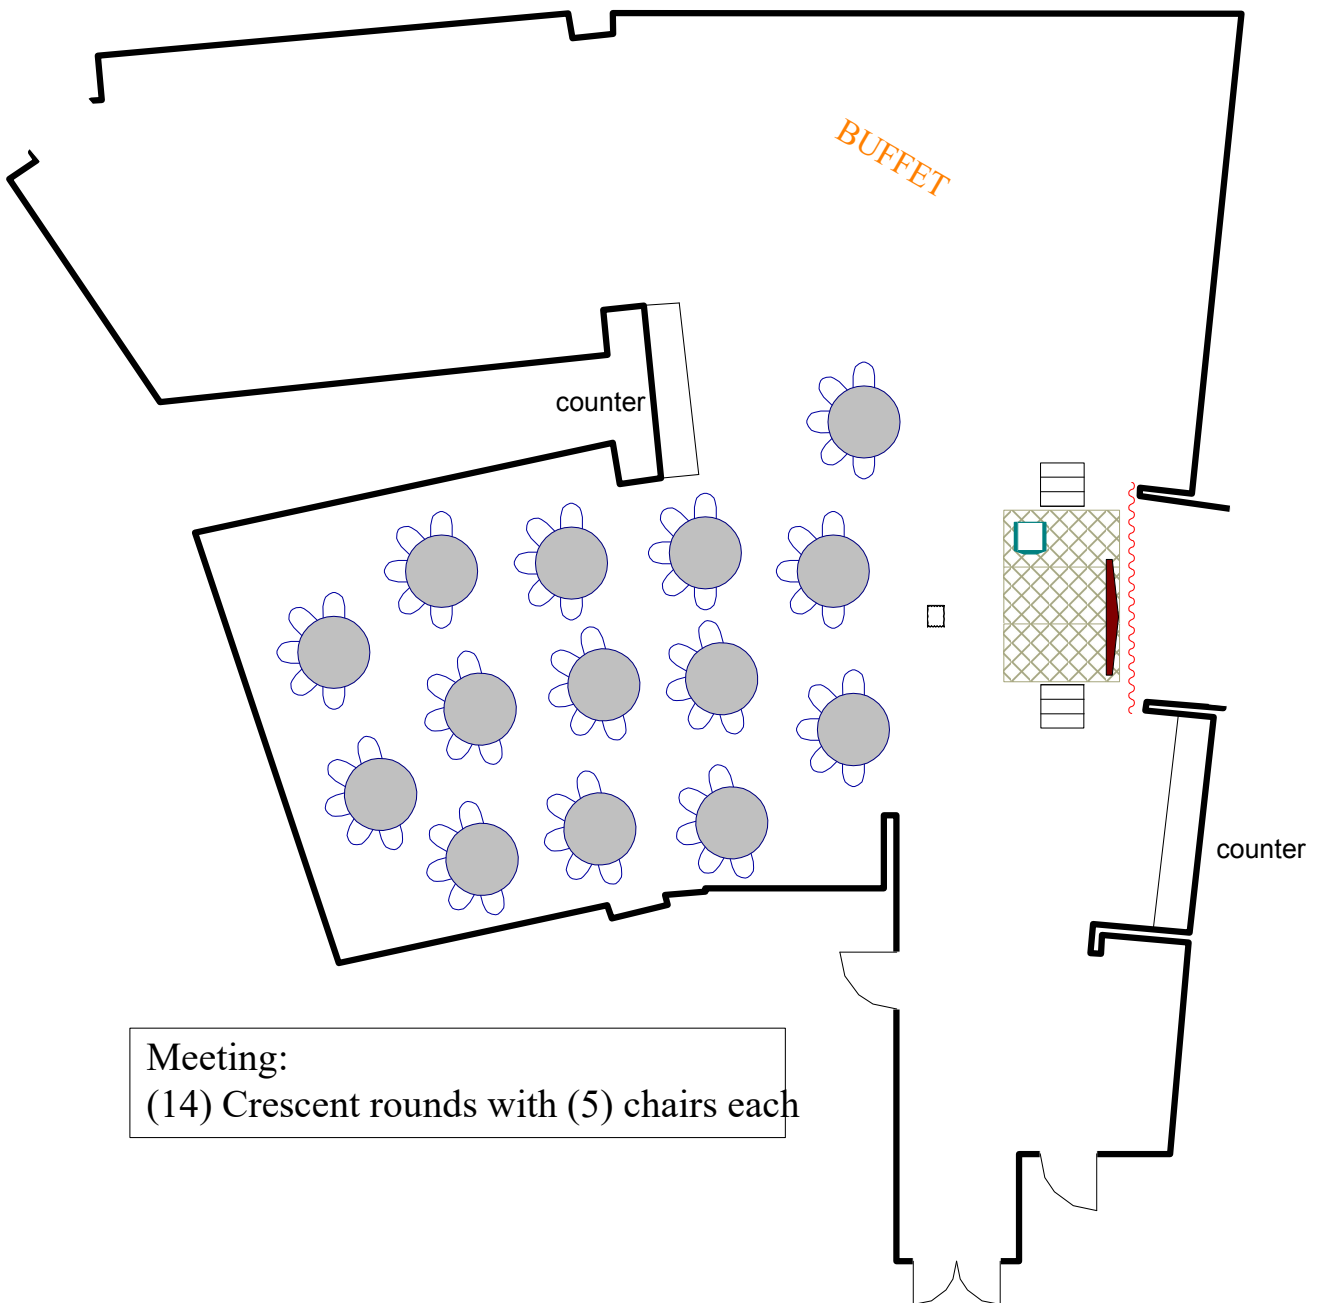 BUFFET
counter
counter
Meeting:
(14) Crescent rounds with (5) chairs each